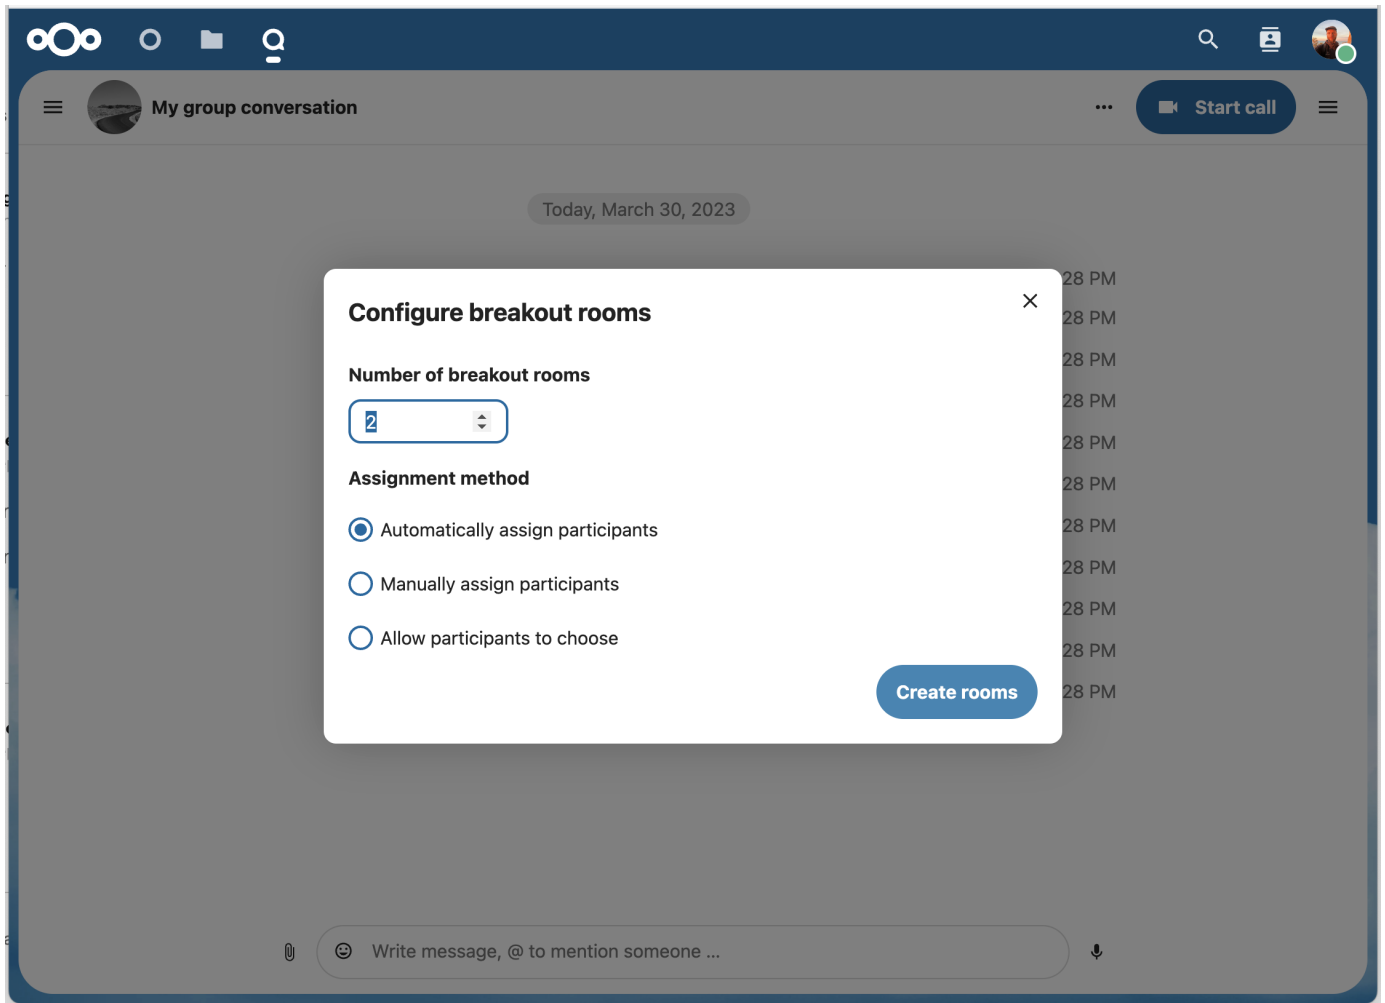 My group conversation
Start call
Today, March 30, 2023
28 PM
Configure breakout rooms
28 PM
28 PM
Number of breakout rooms
28 PM
2
28 PM
Assignment method
28 PM
28 PM
Automatically assign participants
28 PM
Manually assign participants
28 PM
Allow participants to choose
28 PM
28 PM
Create rooms
Write message, @ to mention someone ...